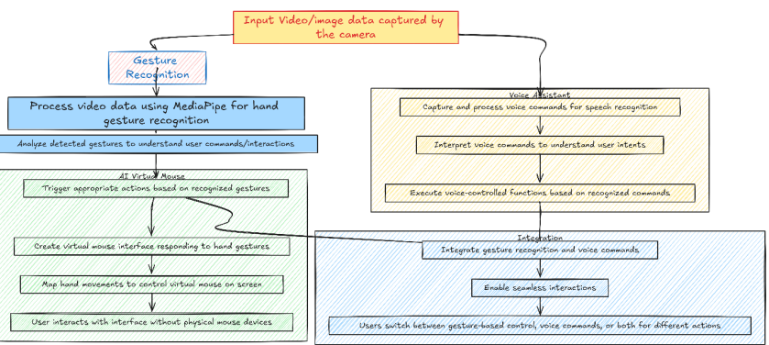 Input Video/image data captured by
the camera
Gesture
Recognition
Process video data using MediaPipe for hand
gesture recognition
Analyze detected gestures to understand user commands/interactions
AI Virtual Mouse
Trigger appropriate actions based on recognized gestures
Create virtual mouse interface responding to hand gestures
Map hand movements to control virtual mouse on screen
User interacts with interface without physical mouse devices
Voice Assistant
Capture and process voice commands for speech recognition
Interpret voice commands to understand user intents
Execute voice-controlled functions based on recognized commands
Integration
Integrate gesture recognition and voice commands
Enable seamless interactions
Users switch between gesture-based control, voice commands, or both for different actions